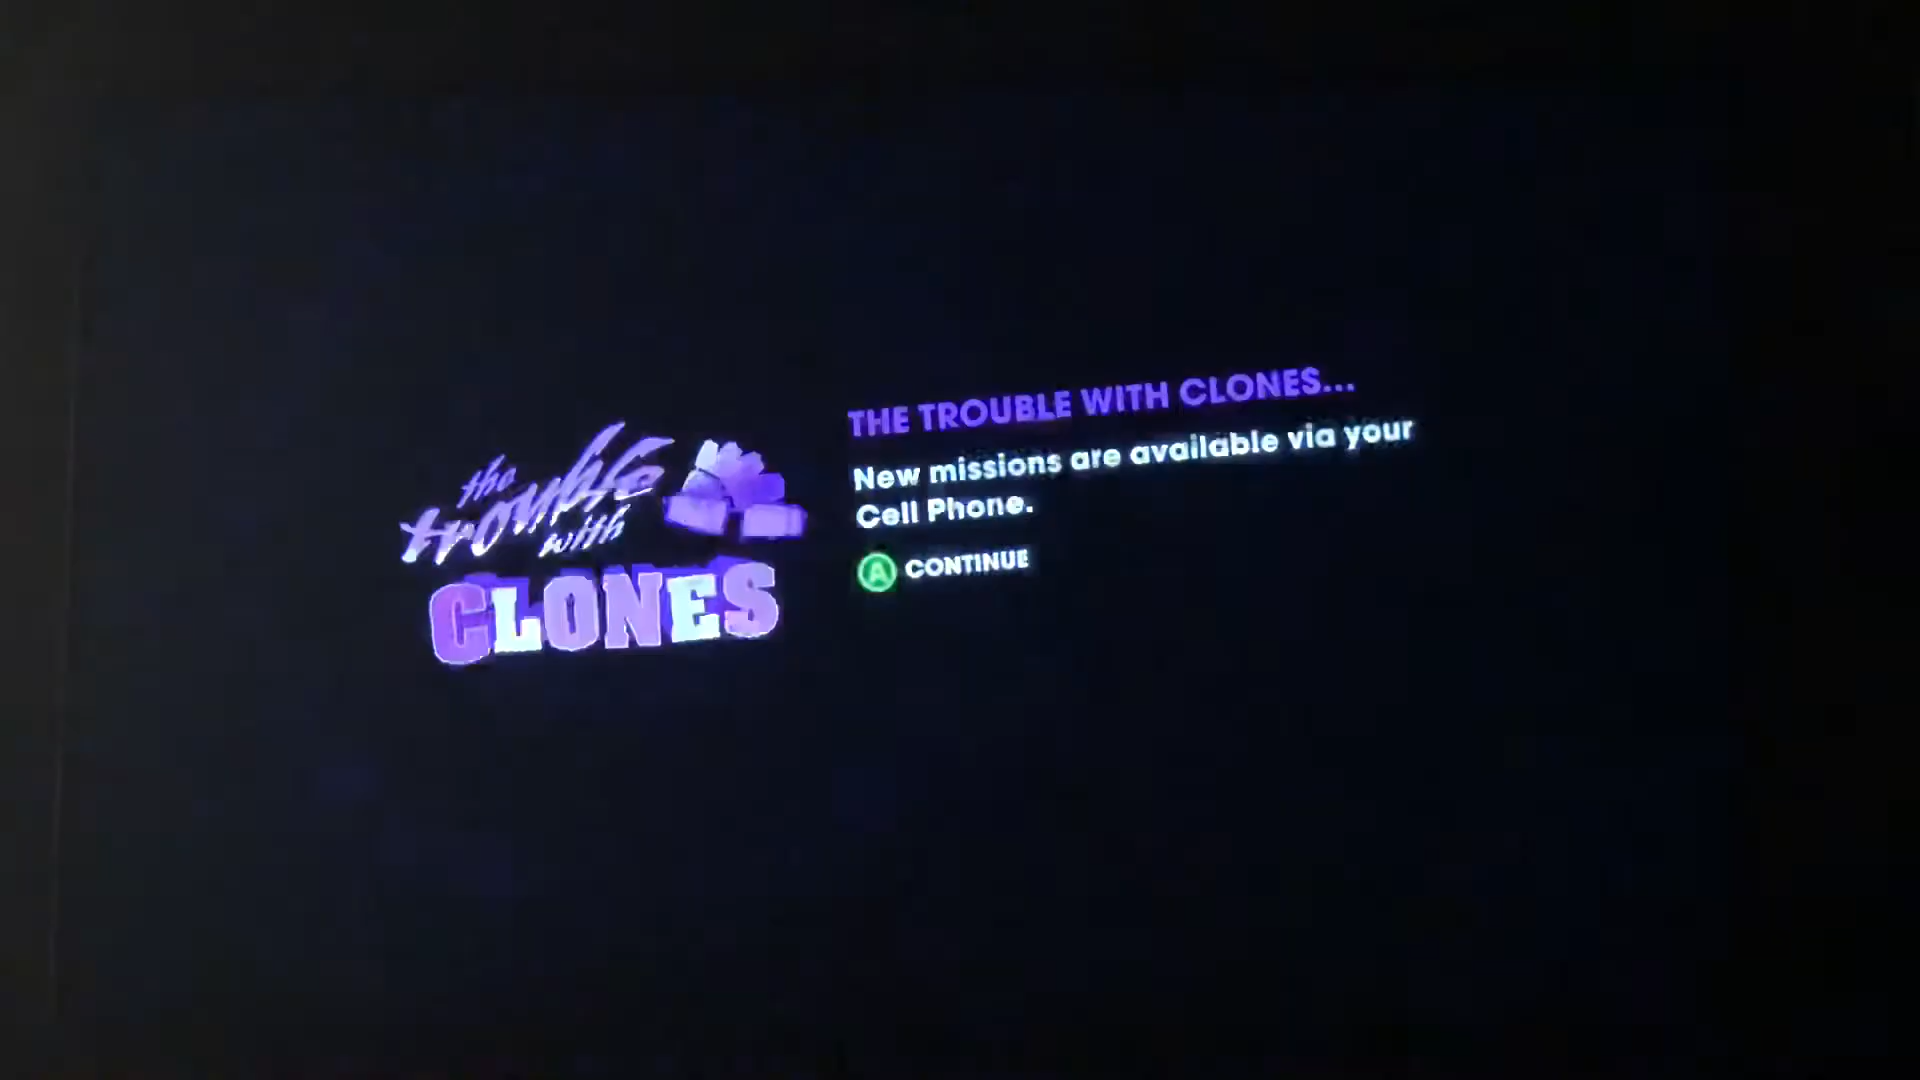 the
trouble
with
CLONES
THE TROUBLE WITH CLONES...
New missions are available via your
Cell Phone.
A CONTINUE